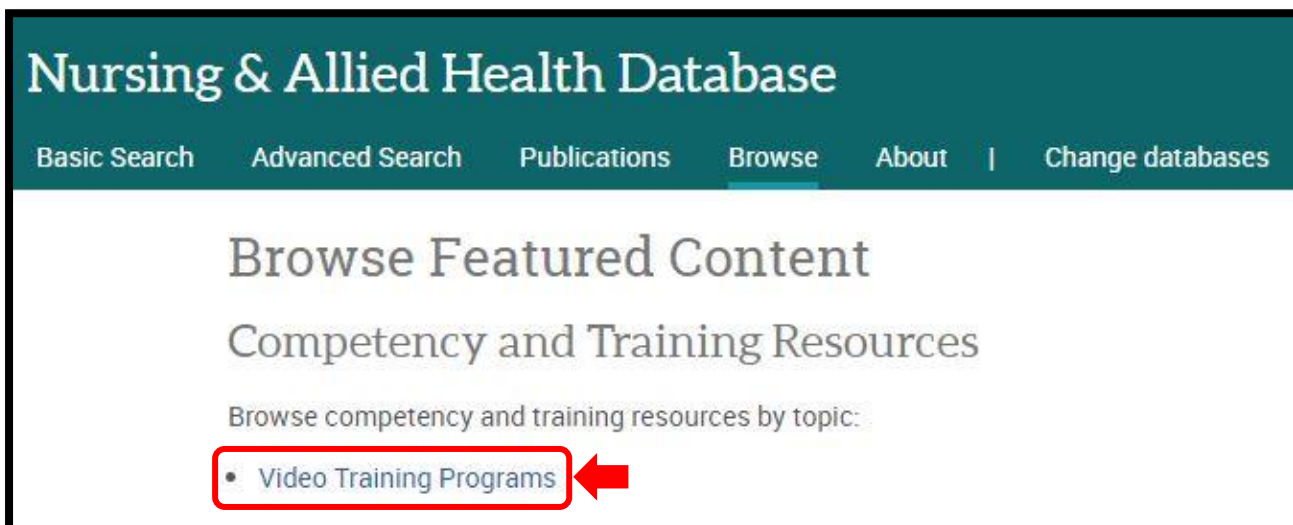 Nursing & Allied Health Database
Basic Search Advanced Search Publications Browse About | Change databases
Browse Featured Content
Competency and Training Resources
Browse competency and training resources by topic:
• Video Training Programs